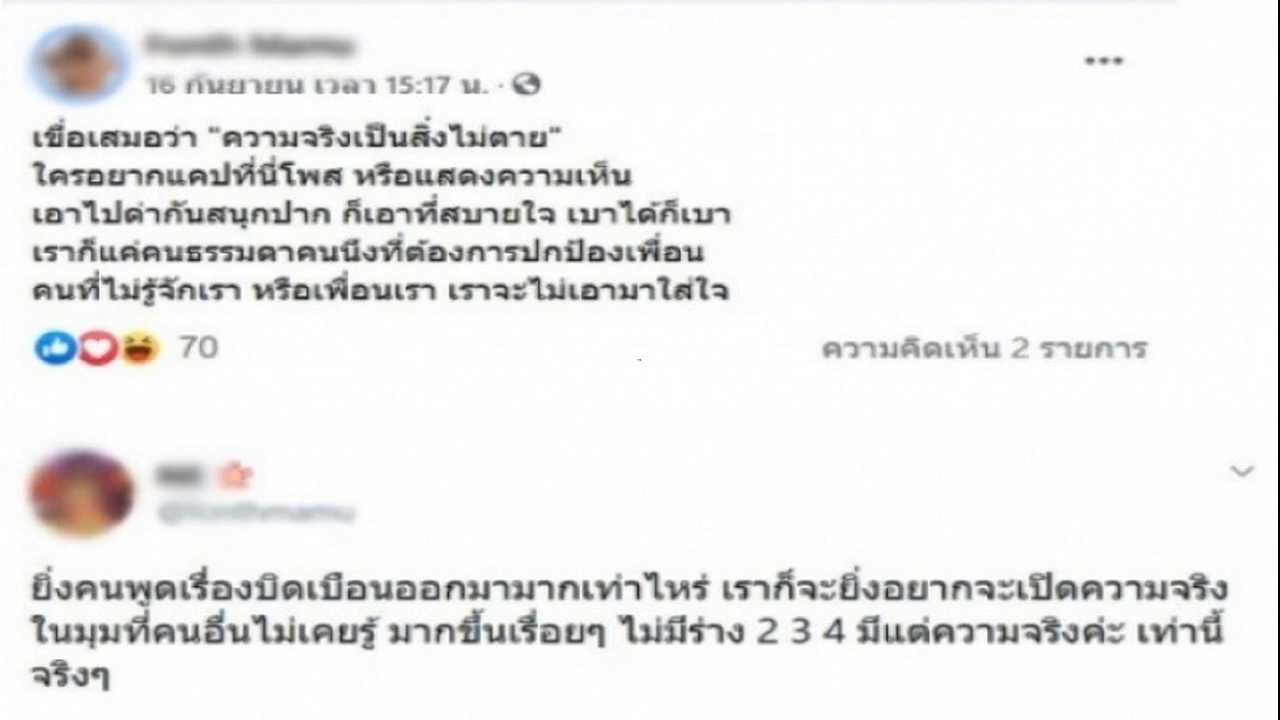 16 กันยายน เวลา 15:17 น. ·
เชื่อเสมอว่า "ความจริงเป็นสิ่งไม่ตาย"
ใครอยากแคปที่นี่โพส หรือแสดงความเห็น
เอาไปด่ากันสนุกปาก ก็เอาที่สบายใจ เบาได้ก็เบา
เราก็แค่คนธรรมดาคนนึงที่ต้องการปกป้องเพื่อน
คนที่ไม่รู้จักเรา หรือเพื่อนเรา เราจะไม่เอามาใส่ใจ
70 ความคิดเห็น 2 รายการ
ยิ่งคนพูดเรื่องบิดเบือนออกมามากเท่าไหร่ เราก็จะยิ่งอยากจะเปิดความจริง
ในมุมที่คนอื่นไม่เคยรู้ มากขึ้นเรื่อยๆ ไม่มีร่าง 2 3 4 มีแต่ความจริงค่ะ เท่านี้
จริงๆ